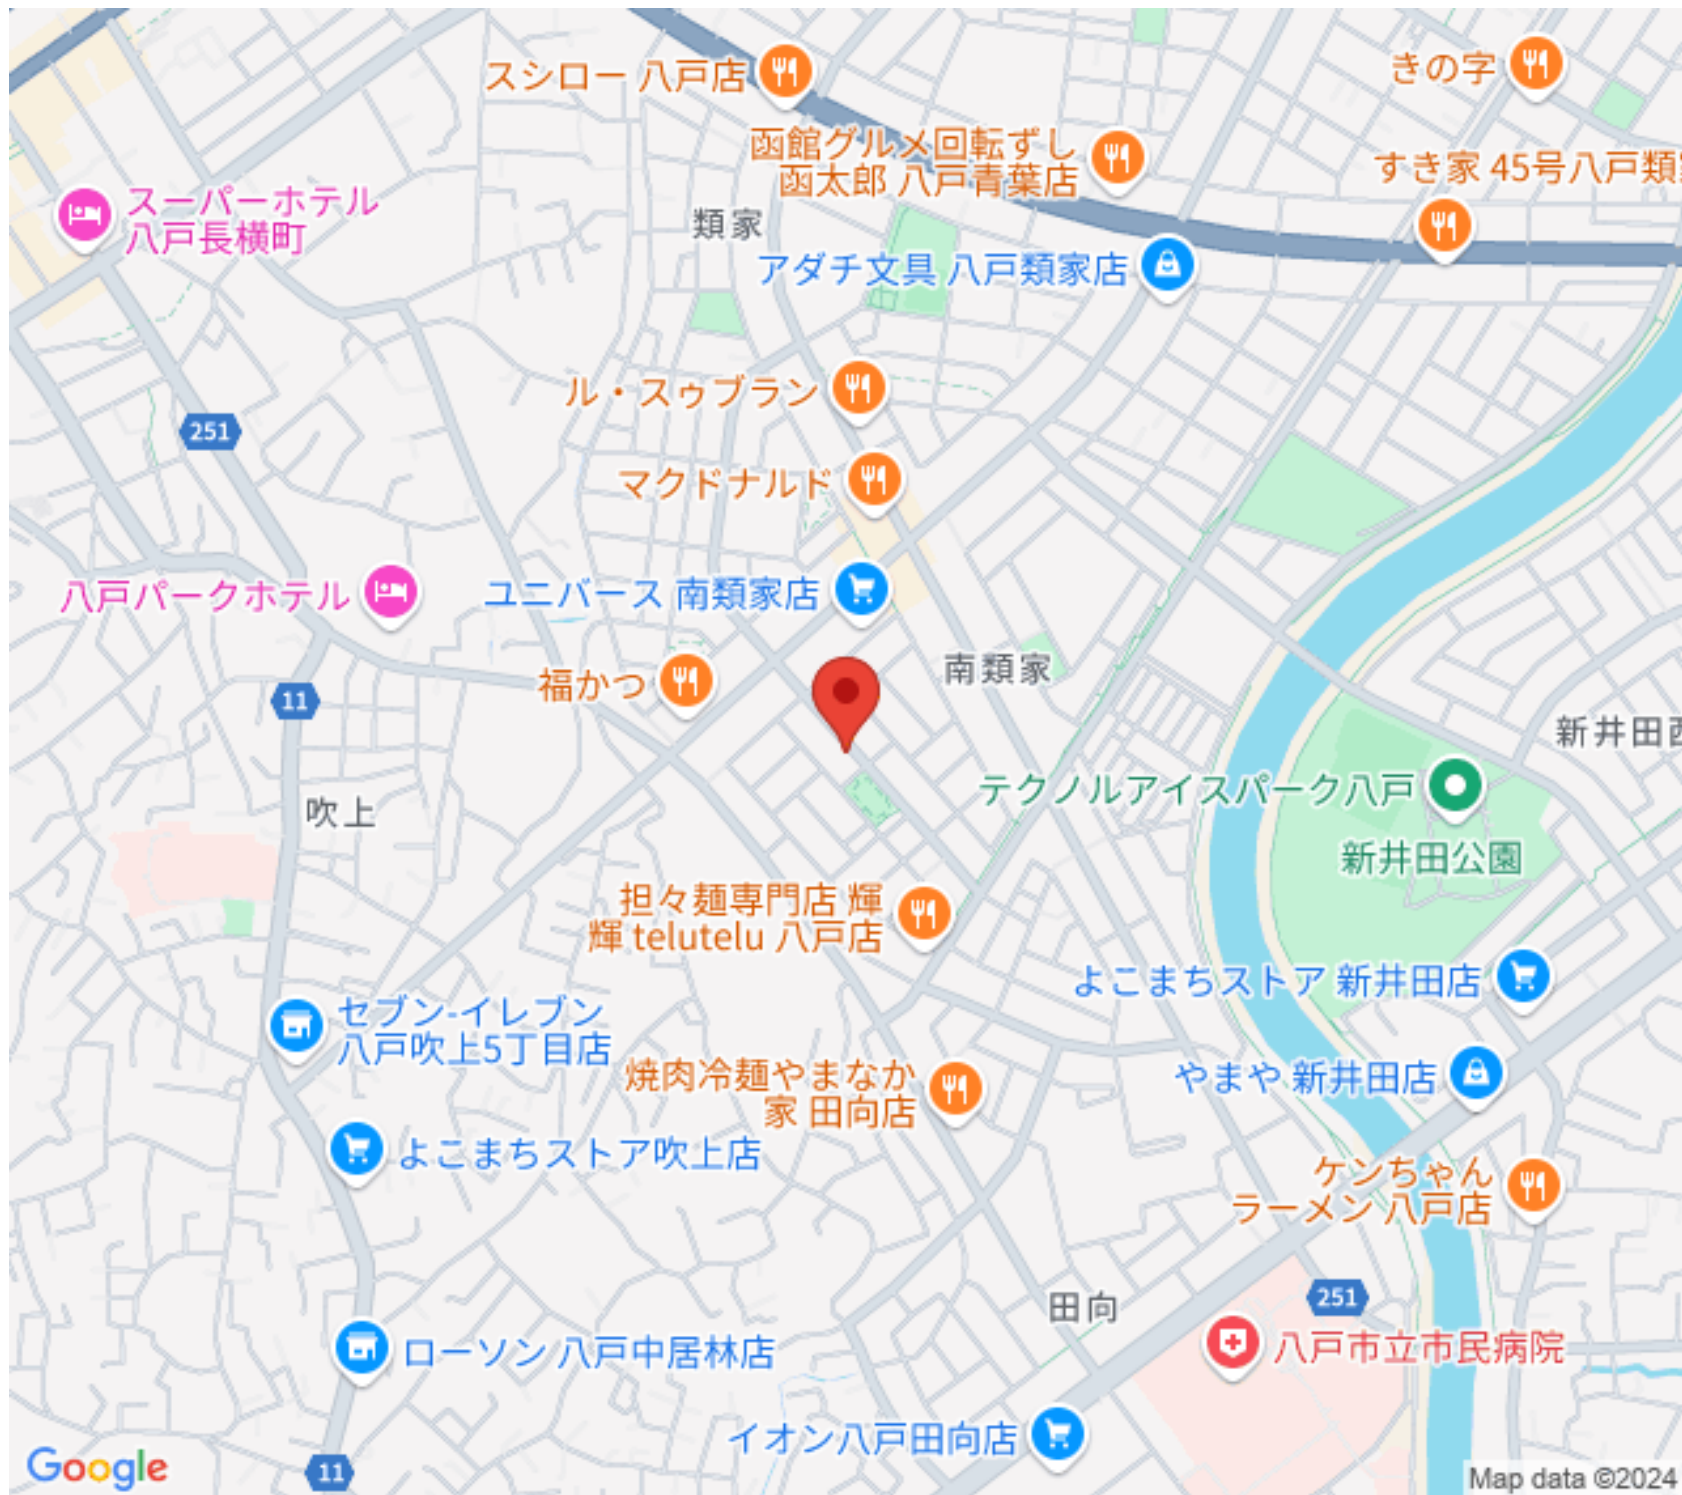 スシロー 八戸店
きの字
函館グルメ回転ずし
函太郎 八戸青葉店
すき家 45号八戸類
スーパーホテル
八戸長横町
類家
アダチ文具 八戸類家店
ル・スゥブラン
251
マクドナルド
八戸パークホテル
ユニバース 南類家店
福かつ
南類家
11
新井田西
吹上
テクノルアイスパーク八戸
新井田公園
担々麺専門店 輝
輝 telutelu 八戸店
よこまちストア 新井田店
セブン-イレブン
八戸吹上5丁目店
焼肉冷麺やまなか
家 田向店
やまや 新井田店
よこまちストア吹上店
ケンちゃん
ラーメン 八戸店
田向
251
ローソン 八戸中居林店
八戸市立市民病院
イオン八戸田向店
Google
11
Map data ©2024